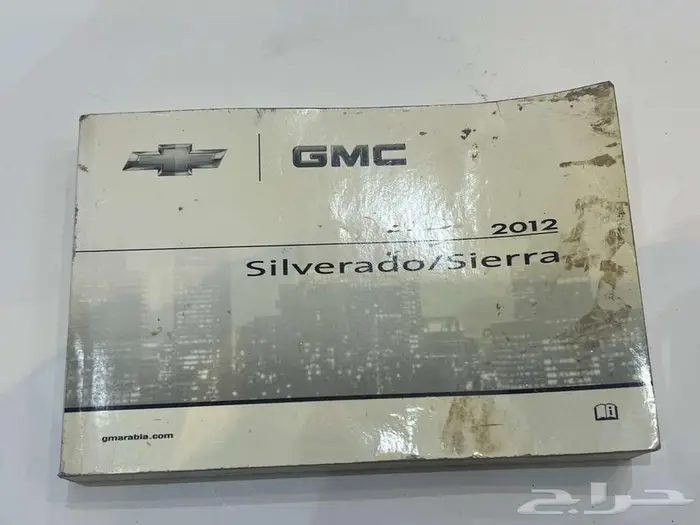 GMC
2012
Silverado/Sierra
gmarabia.com
حراج